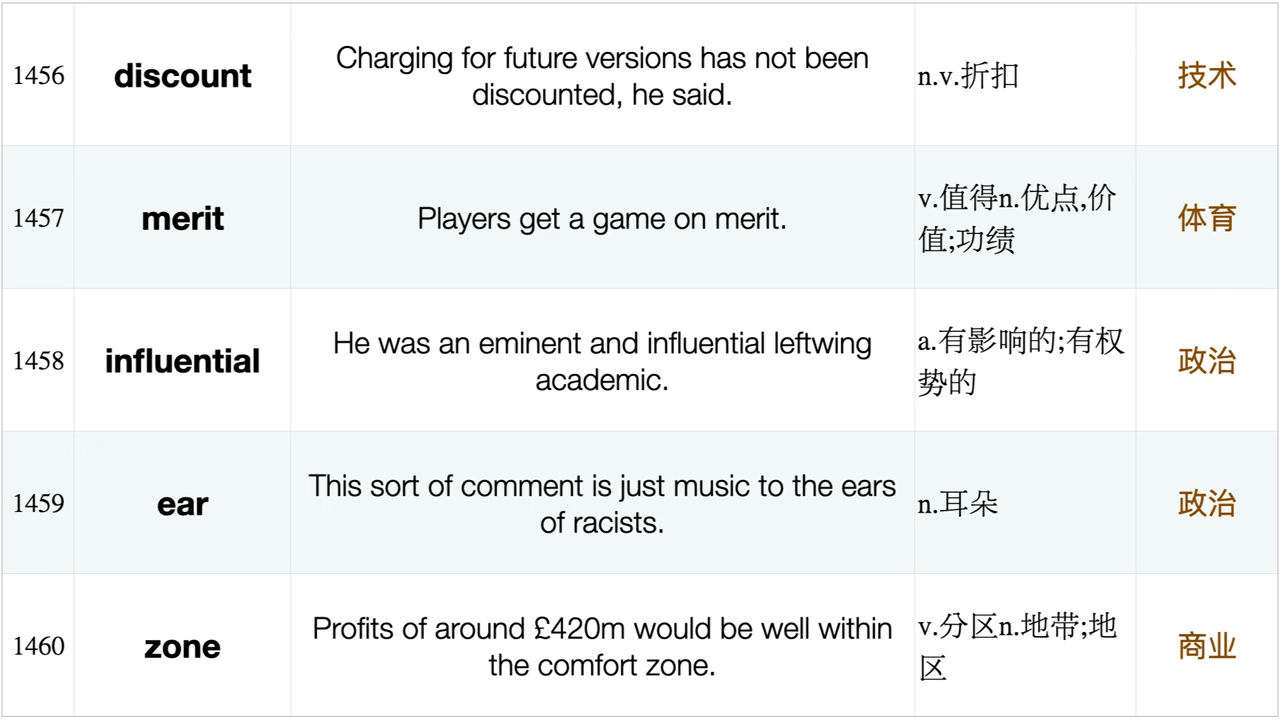 1456
discount
Charging for future versions has not been
discounted, he said.
n.v.折扣
技术
1457
merit
Players get a game on merit.
v.值得n.优点,价
值;功绩
体育
1458
influential
He was an eminent and influential leftwing
academic.
a.有影响的;有权
势的
政治
1459
ear
This sort of comment is just music to the ears
of racists.
n.耳朵
政治
1460
zone
Profits of around £420m would be well within
the comfort zone.
v.分区n.地带;地
区
商业